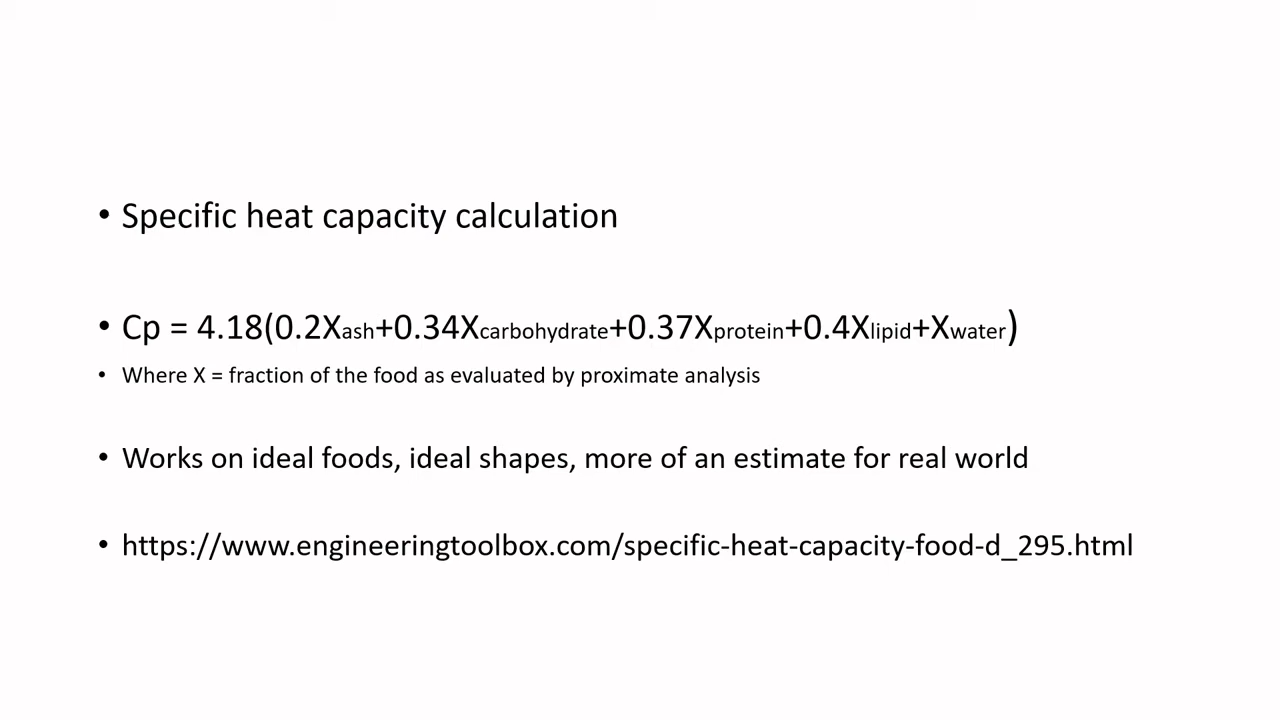 • Specific heat capacity calculation
• Cp = 4.18(0.2Xash+0.34Xcarbohydrate+0.37Xprotein+0.4Xlipid+Xwater)
• Where X = fraction of the food as evaluated by proximate analysis
• Works on ideal foods, ideal shapes, more of an estimate for real world
• https://www.engineeringtoolbox.com/specific-heat-capacity-food-d_295.html